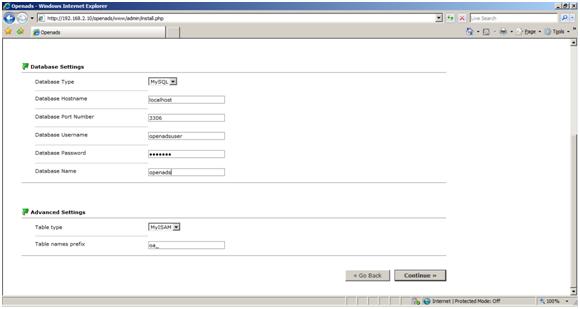 Openads - Windows Internet Explorer
http://192.168.2.10/openads/www/admin/install.php
Live Search
Openads
Page
Tools
Database Settings
Database Type MySQL
Database Hostname localhost
Database Port Number 3306
Database Username openadsuser
Database Password •••••••
Database Name openads
Advanced Settings
Table type MyISAM
Table names prefix oa_
« Go Back Continue »
Internet | Protected Mode: Off 100%